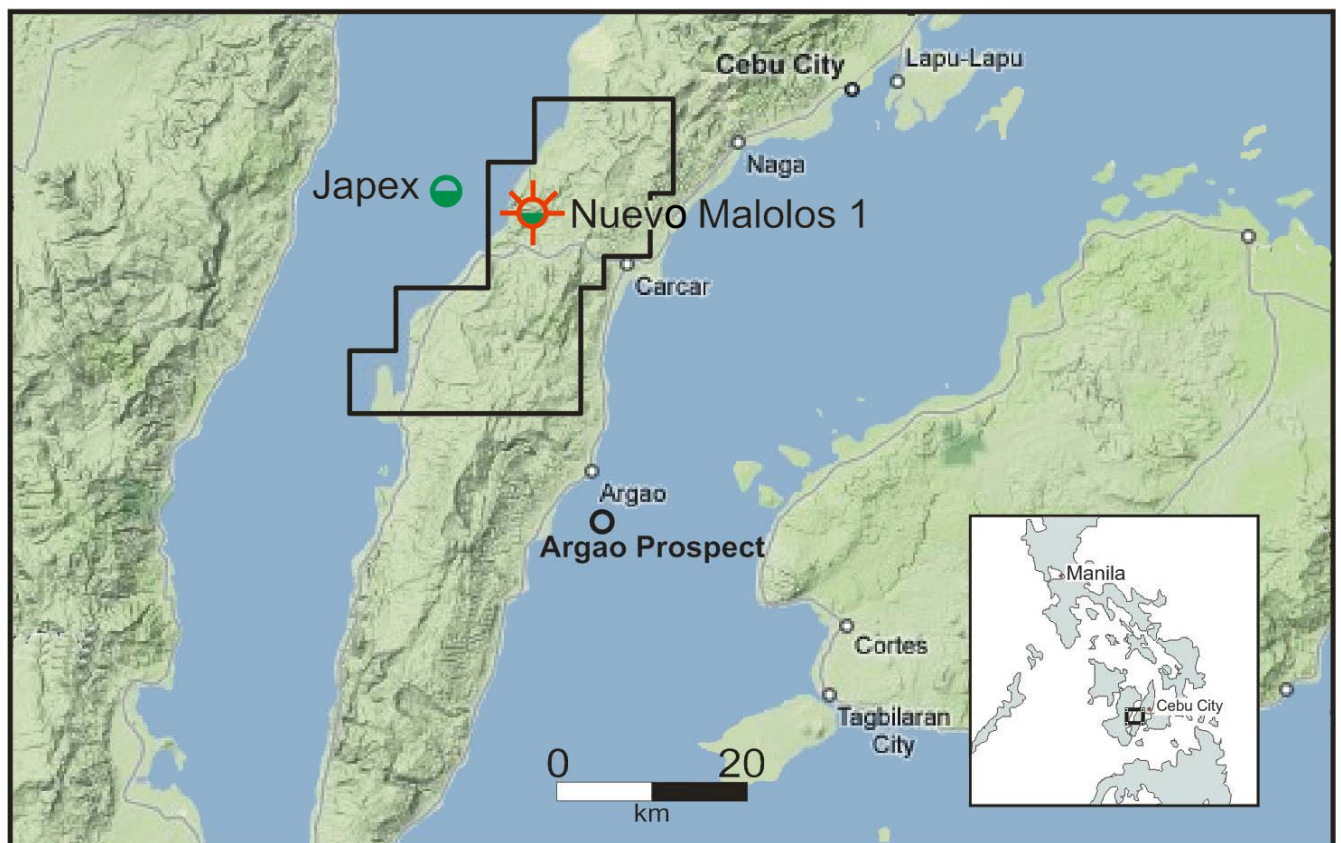 Cebu City
Lapu-Lapu
Naga
Japex
Nuevo Malolos 1
Carcar
Argao
Argao Prospect
Cortes
Tagbilaran
City
0 20
km
Manila
Cebu City